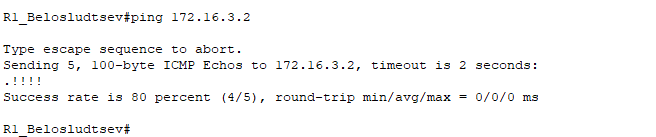 R1_Belosludtsev#ping 172.16.3.2
Type escape sequence to abort.
Sending 5, 100-byte ICMP Echos to 172.16.3.2, timeout is 2 seconds:
.!!!!
Success rate is 80 percent (4/5), round-trip min/avg/max = 0/0/0 ms
R1_Belosludtsev#